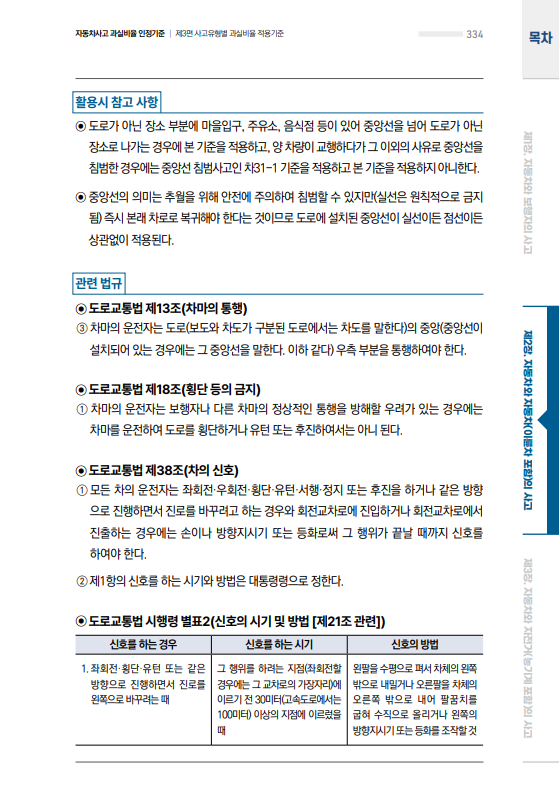 자동차사고 과실비율 인정기준 | 제3편 사고유형별 과실비율 적용기준
334
목차
활용시 참고 사항
◉ 도로가 아닌 장소 부분에 마을입구, 주유소, 음식점 등이 있어 중앙선을 넘어 도로가 아닌
장소로 나가는 경우에 본 기준을 적용하고, 양 차량이 교행하다가 그 이외의 사유로 중앙선을
침범한 경우에는 중앙선 침범사고인 차31-1 기준을 적용하고 본 기준을 적용하지 아니한다.
◉ 중앙선의 의미는 추월을 위해 안전에 주의하여 침범할 수 있지만(실선은 원칙적으로 금지
됨) 즉시 본래 차로로 복귀해야 한다는 것이므로 도로에 설치된 중앙선이 실선이든 점선이든
상관없이 적용된다.
관련 법규
◉ 도로교통법 제13조(차마의 통행)
③ 차마의 운전자는 도로(보도와 차도가 구분된 도로에서는 차도를 말한다)의 중앙(중앙선이
설치되어 있는 경우에는 그 중앙선을 말한다. 이하 같다) 우측 부분을 통행하여야 한다.
◉ 도로교통법 제18조(횡단 등의 금지)
① 차마의 운전자는 보행자나 다른 차마의 정상적인 통행을 방해할 우려가 있는 경우에는
차마를 운전하여 도로를 횡단하거나 유턴 또는 후진하여서는 아니 된다.
◉ 도로교통법 제38조(차의 신호)
① 모든 차의 운전자는 좌회전·우회전·횡단·유턴·서행·정지 또는 후진을 하거나 같은 방향
으로 진행하면서 진로를 바꾸려고 하는 경우와 회전교차로에 진입하거나 회전교차로에서
진출하는 경우에는 손이나 방향지시기 또는 등화로써 그 행위가 끝날 때까지 신호를
하여야 한다.
② 제1항의 신호를 하는 시기와 방법은 대통령령으로 정한다.
◉ 도로교통법 시행령 별표2(신호의 시기 및 방법 [제21조 관련])
신호를 하는 경우
신호를 하는 시기
신호의 방법
1. 좌회전·횡단·유턴 또는 같은
방향으로 진행하면서 진로를
왼쪽으로 바꾸려는 때
그 행위를 하려는 지점(좌회전할
경우에는 그 교차로의 가장자리)에
이르기 전 30미터(고속도로에서는
100미터) 이상의 지점에 이르렀을
때
왼팔을 수평으로 펴서 차체의 왼쪽
밖으로 내밀거나 오른팔을 차체의
오른쪽 밖으로 내어 팔꿈치를
굽혀 수직으로 올리거나 왼쪽의
방향지시기 또는 등화를 조작할 것
제1장. 자동차와 보행자의 사고
제2장. 자동차와 자동차(이륜차 포함)의 사고
제3장. 자동차와 자전거(농기계 포함)의 사고